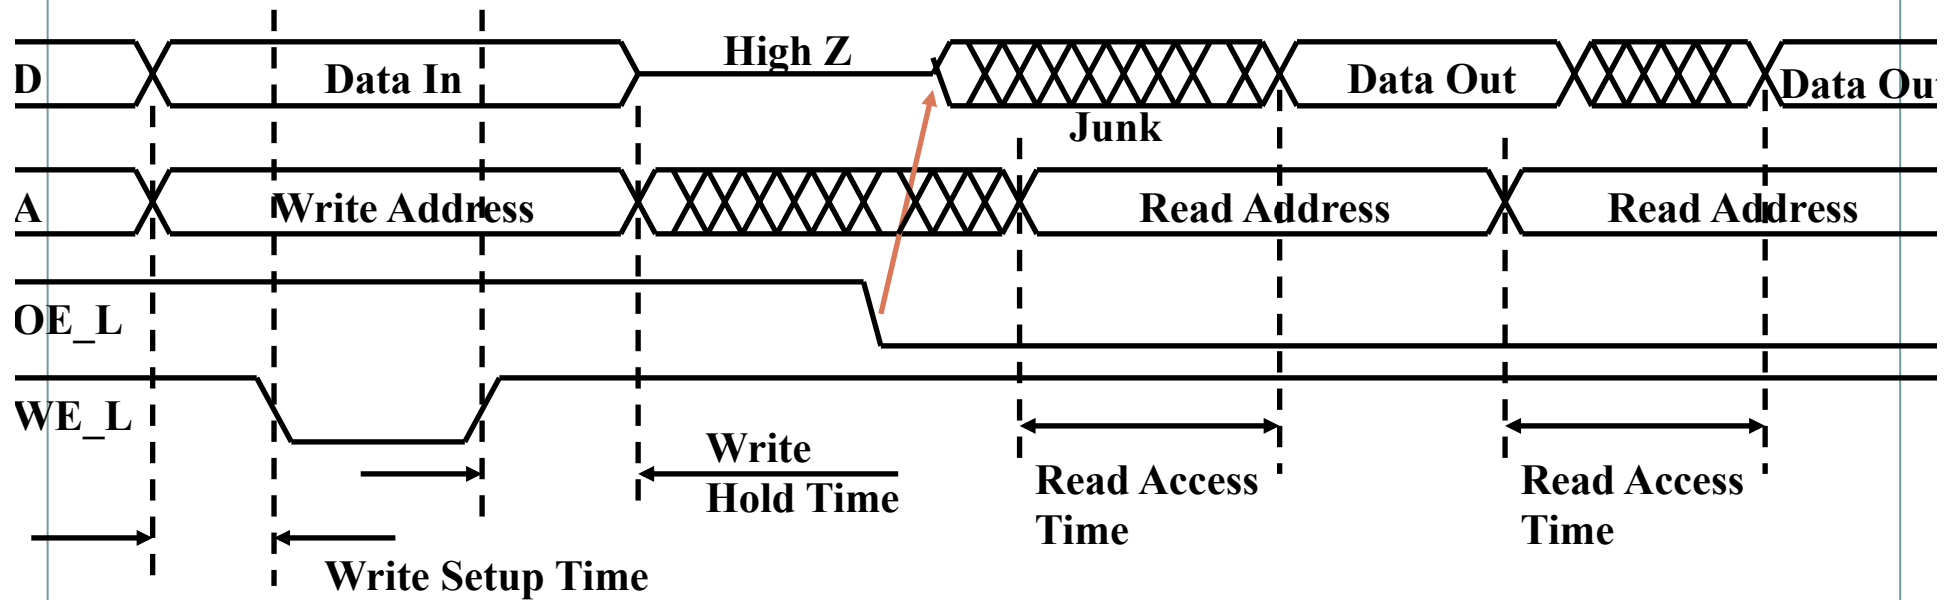 D
Data In
High Z
Junk
Data Out
Data Ou
A
Write Address
Read Address
Read Address
OE_L
WE_L
Write
Hold Time
Write Setup Time
Read Access
Time
Read Access
Time